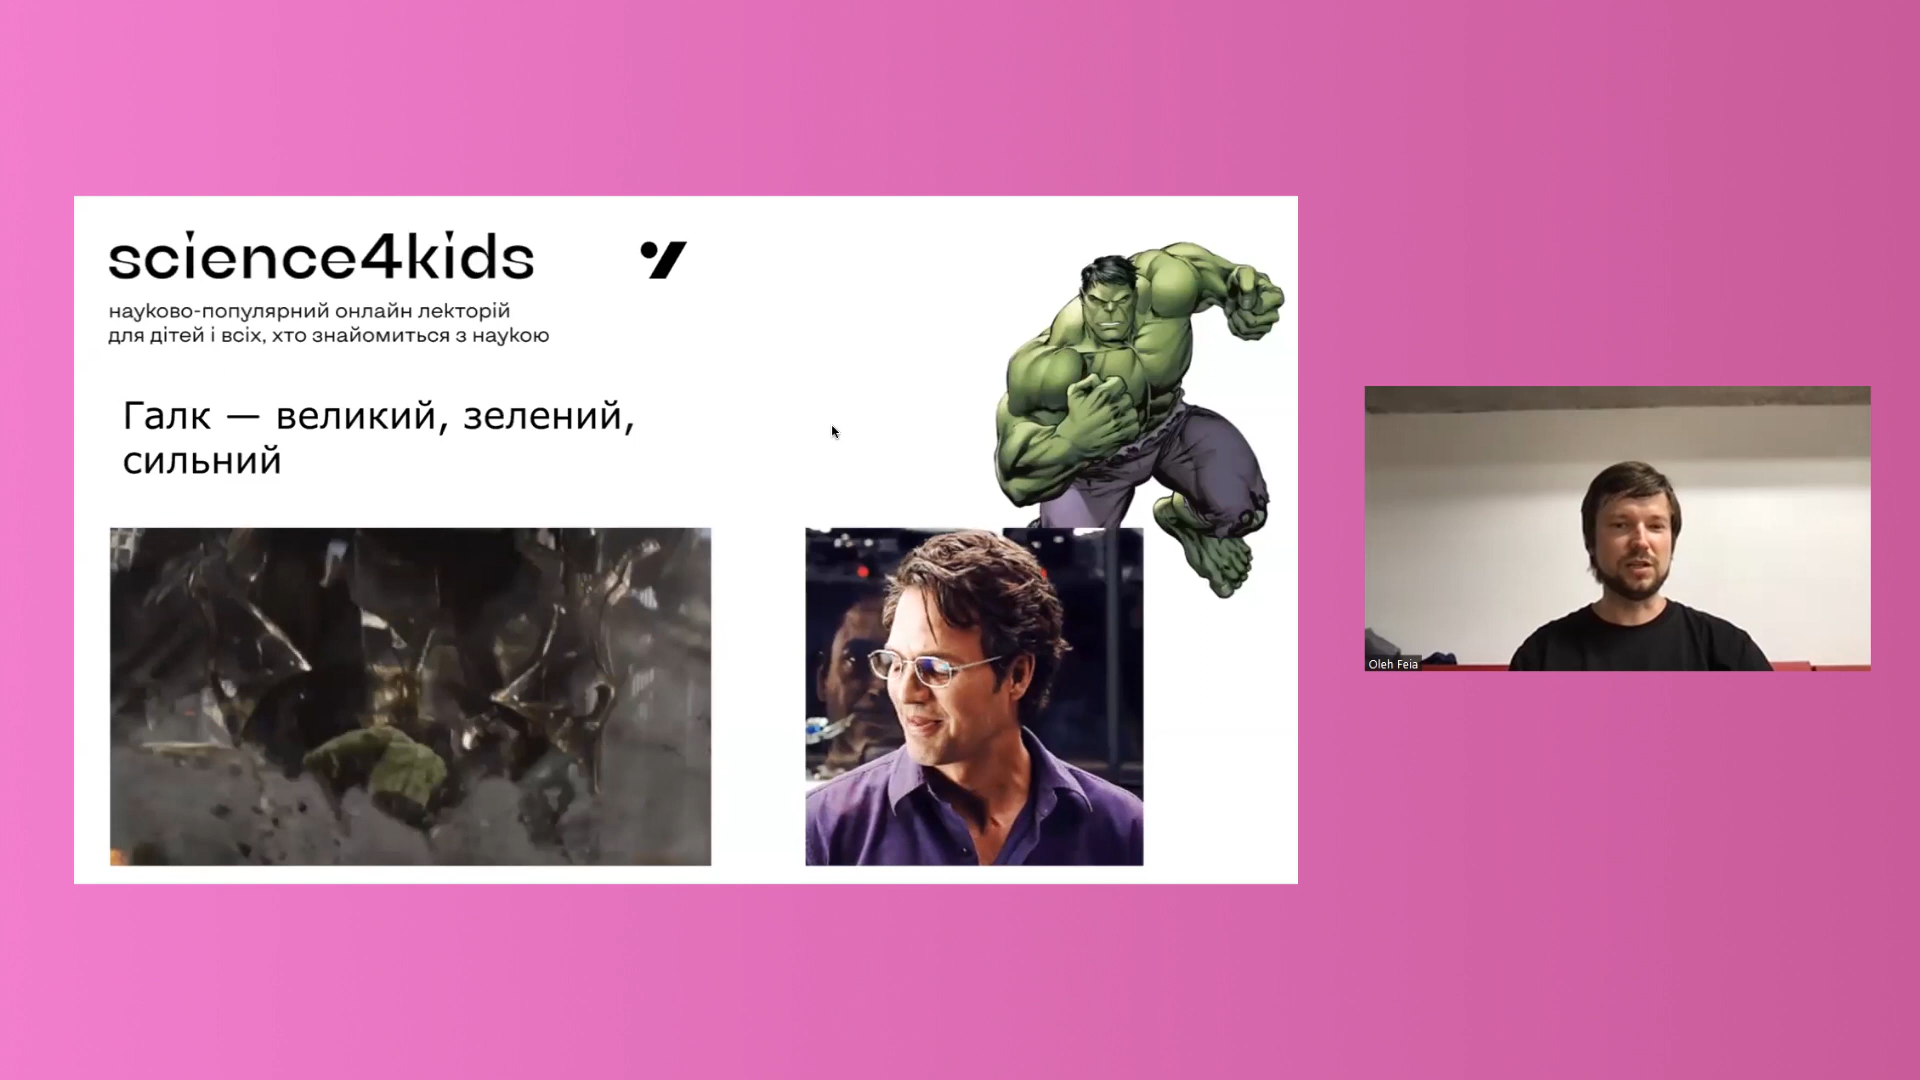 science4kids
науково-популярний онлайн лекторій
для дітей і всіх, хто знайомиться з наукою
Галк — великий, зелений,
сильний
Oleh Feia